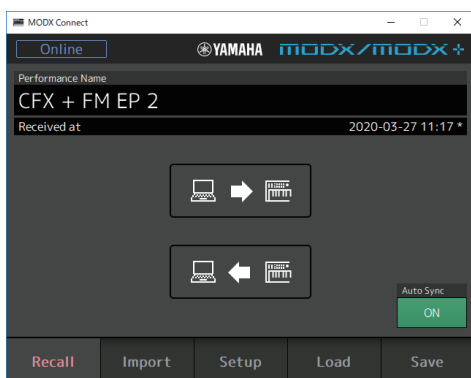 MODX Connect
Online
YAMAHA MODX/MODX+
Performance Name
CFX + FM EP 2
Received at 2020-03-27 11:17 *
Auto Sync
ON
Recall Import Setup Load Save